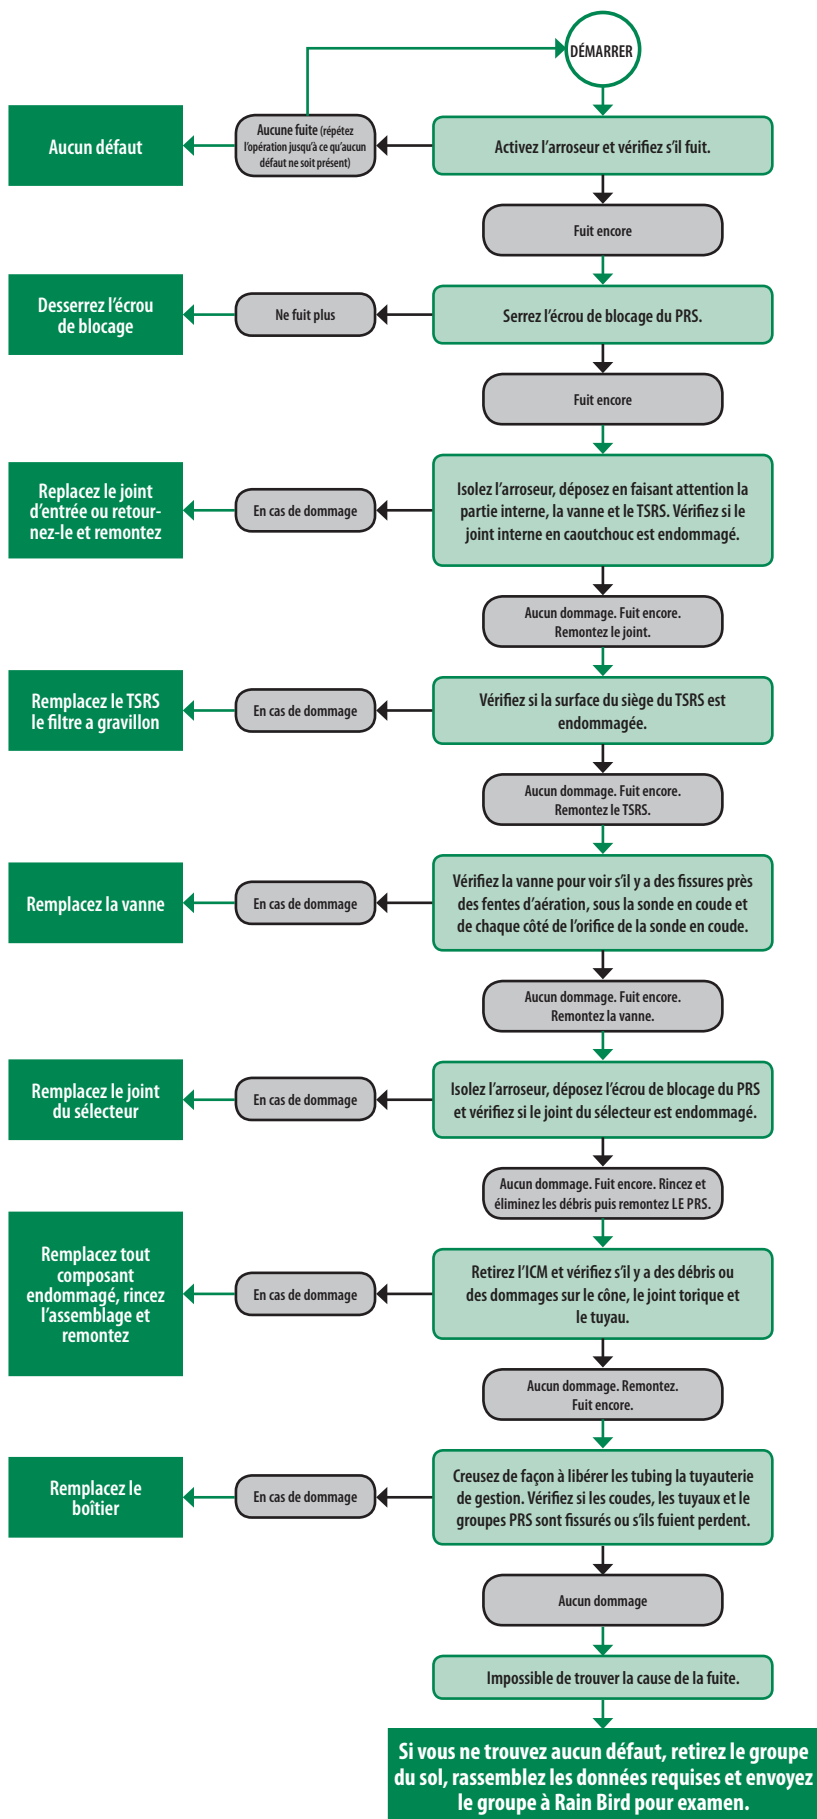 DÉMARRER
Activez l'arroseur et vérifiez s'il fuit.
Aucune fuite (répétez
l'opération jusqu'à ce qu'aucun
défaut ne soit présent)
Aucun défaut
Fuit encore
Serrez l'écrou de blocage du PRS.
Ne fuit plus
Desserrez l'écrou
de blocage
Fuit encore
Isolez l'arroseur, déposez en faisant attention la
partie interne, la vanne et le TSRS. Vérifiez si le
joint interne en caoutchouc est endommagé.
En cas de dommage
Replacez le joint
d'entrée ou retour-
nez-le et remontez
Aucun dommage. Fuit encore.
Remontez le joint.
Vérifiez si la surface du siège du TSRS est
endommagée.
En cas de dommage
Remplacez le TSRS
le filtre a gravillon
Aucun dommage. Fuit encore.
Remontez le TSRS.
Vérifiez la vanne pour voir s'il y a des fissures près
des fentes d'aération, sous la sonde en coude et
de chaque côté de l'orifice de la sonde en coude.
En cas de dommage
Remplacez la vanne
Aucun dommage. Fuit encore.
Remontez la vanne.
Isolez l'arroseur, déposez l'écrou de blocage du PRS
et vérifiez si le joint du sélecteur est endommagé.
En cas de dommage
Remplacez le joint
du sélecteur
Aucun dommage. Fuit encore. Rincez et
éliminez les débris puis remontez LE PRS.
Retirez l'ICM et vérifiez s'il y a des débris ou
des dommages sur le cône, le joint torique et
le tuyau.
En cas de dommage
Remplacez tout
composant
endommagé, rincez
l'assemblage et
remontez
Aucun dommage. Remontez.
Fuit encore.
Creusez de façon à libérer les tubing la tuyauterie
de gestion. Vérifiez si les coudes, les tuyaux et le
groupes PRS sont fissurés ou s'ils fuient perdent.
En cas de dommage
Remplacez le
boîtier
Aucun dommage
Impossible de trouver la cause de la fuite.
Si vous ne trouvez aucun défaut, retirez le groupe
du sol, rassemblez les données requises et envoyez
le groupe à Rain Bird pour examen.